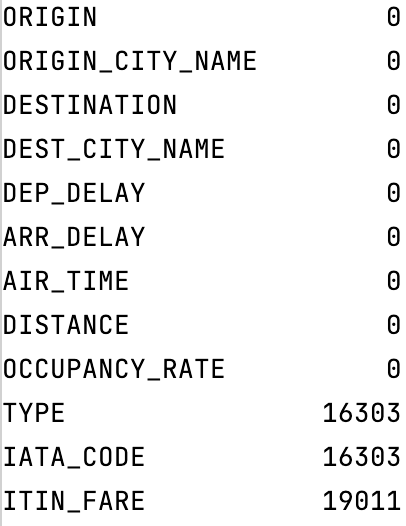 ORIGIN 0
ORIGIN_CITY_NAME 0
DESTINATION 0
DEST_CITY_NAME 0
DEP_DELAY 0
ARR_DELAY 0
AIR_TIME 0
DISTANCE 0
OCCUPANCY_RATE 0
TYPE 16303
IATA_CODE 16303
ITIN_FARE 19011